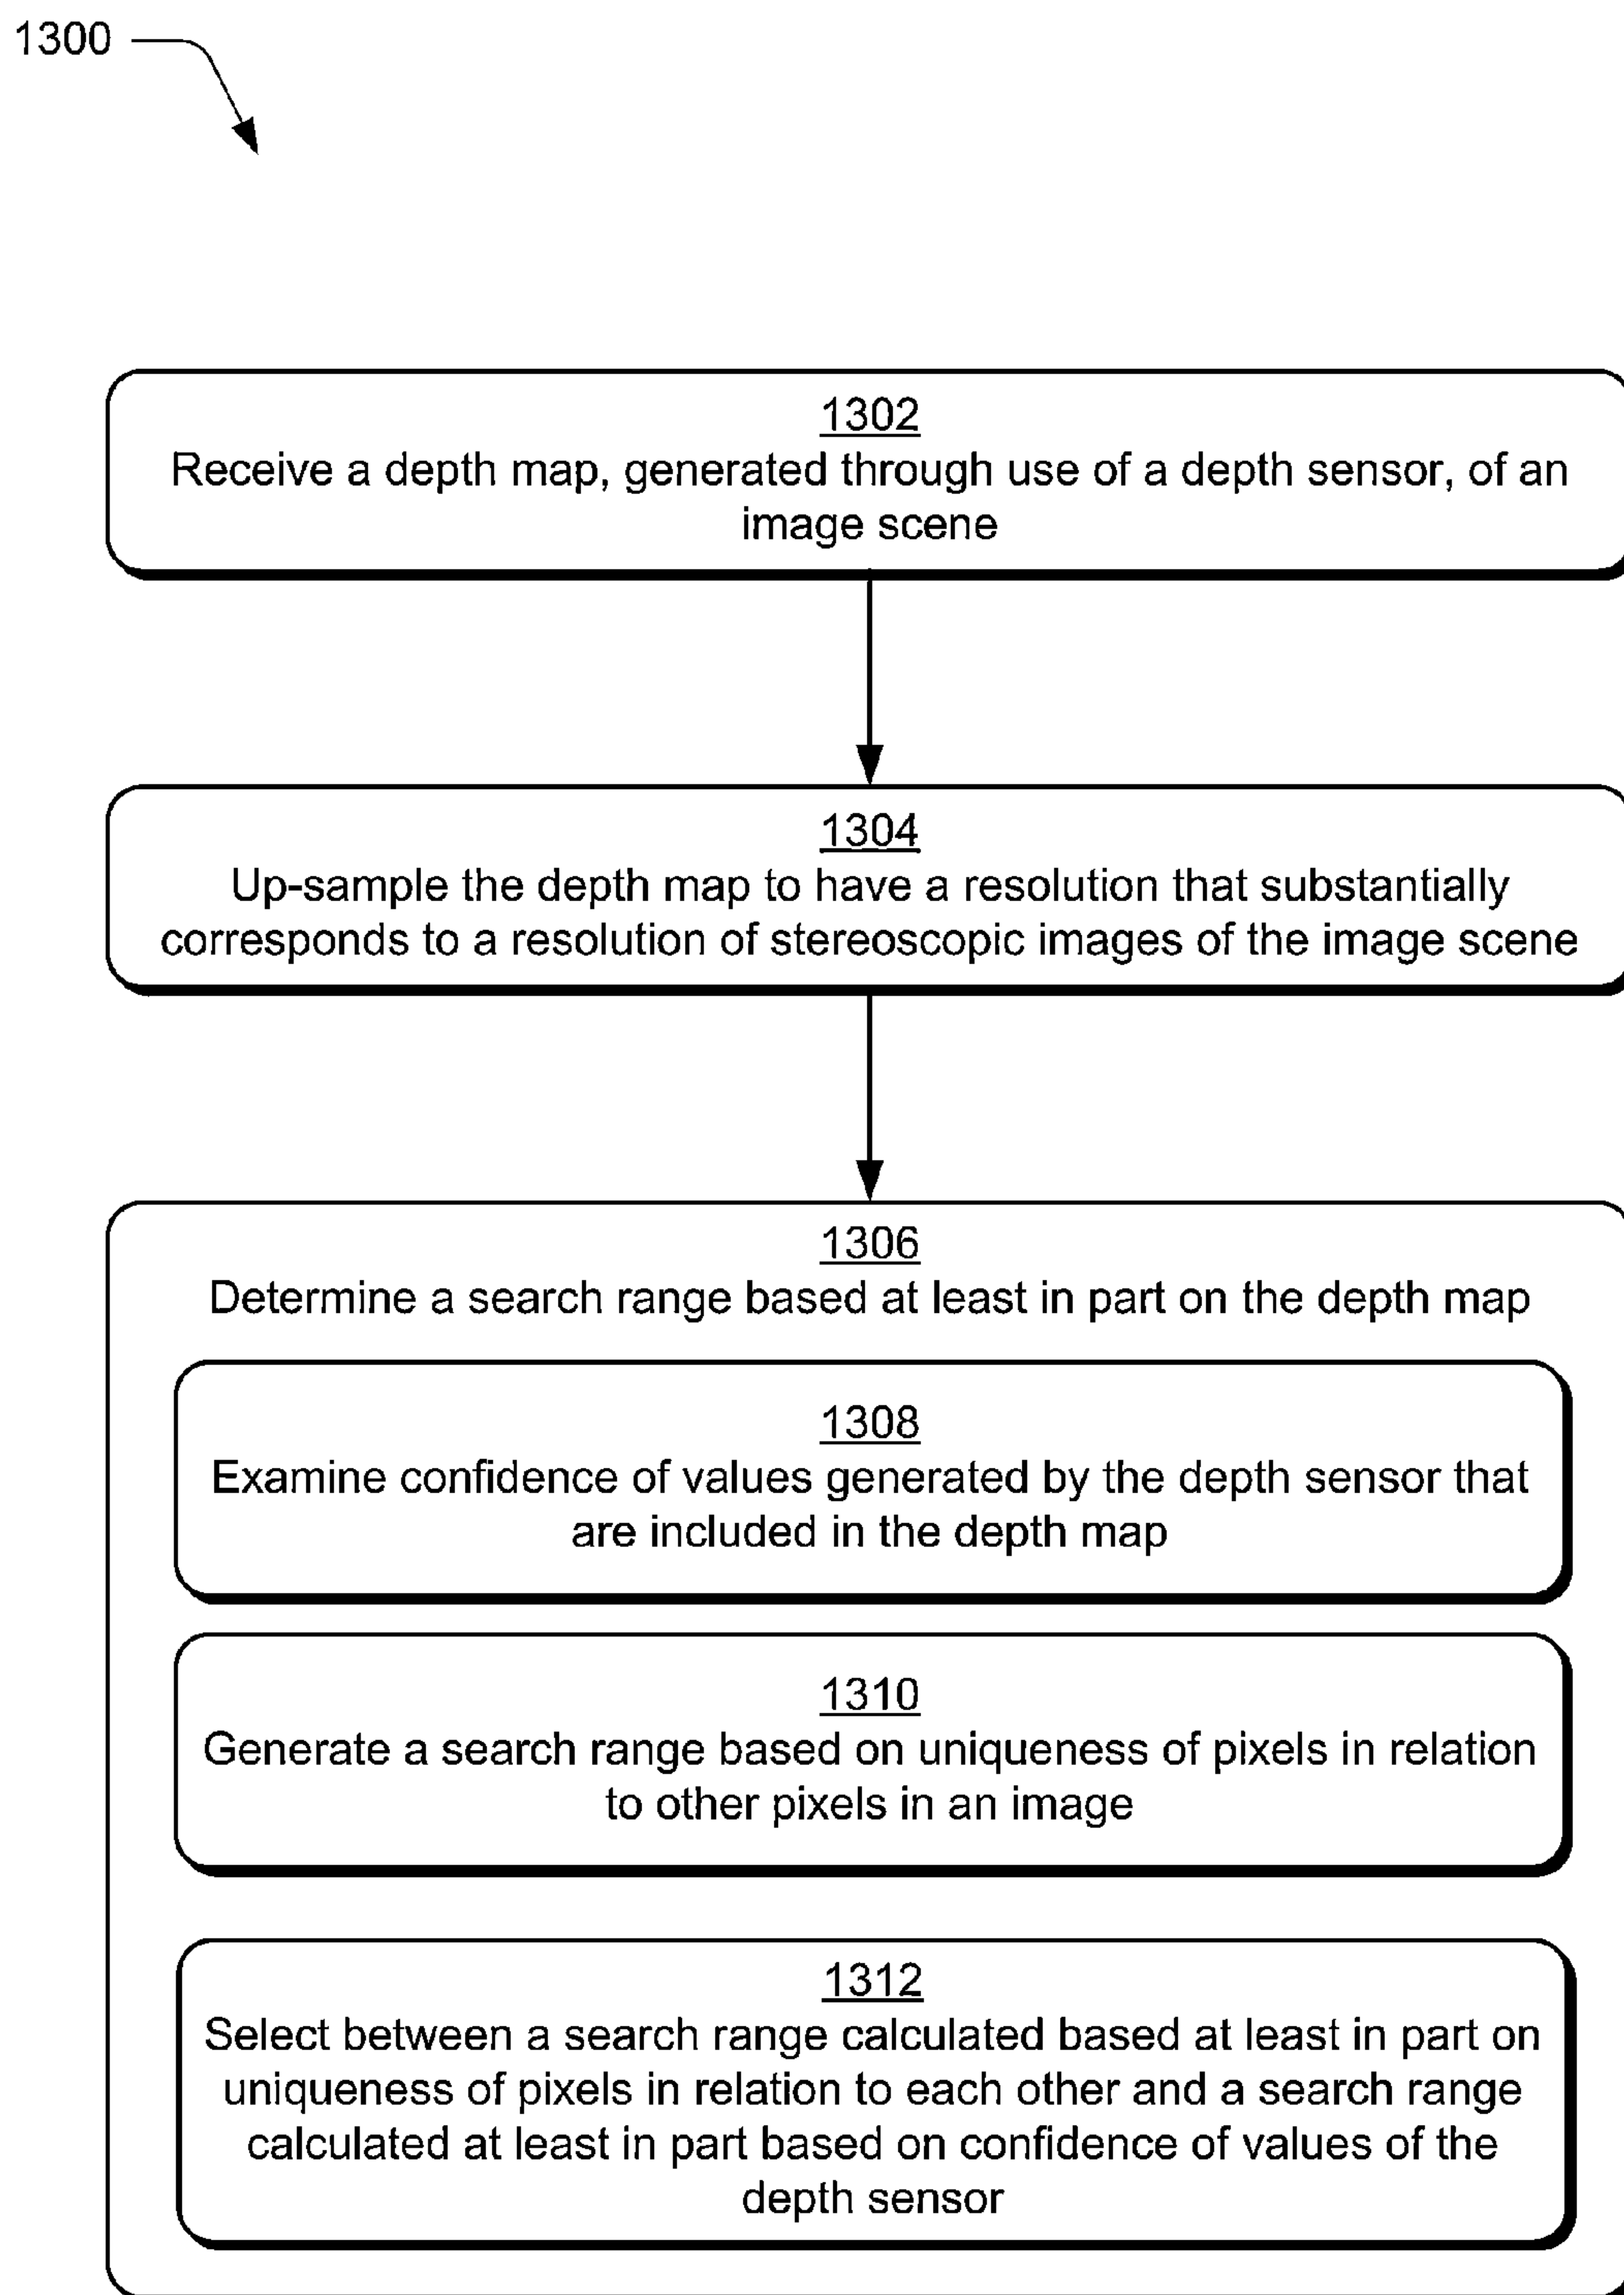 1300
1302
Receive a depth map, generated through use of a depth sensor, of an
image scene
1304
Up-sample the depth map to have a resolution that substantially
corresponds to a resolution of stereoscopic images of the image scene
1306
Determine a search range based at least in part on the depth map
1308
Examine confidence of values generated by the depth sensor that
are included in the depth map
1310
Generate a search range based on uniqueness of pixels in relation
to other pixels in an image
1312
Select between a search range calculated based at least in part on
uniqueness of pixels in relation to each other and a search range
calculated at least in part based on confidence of values of the
depth sensor